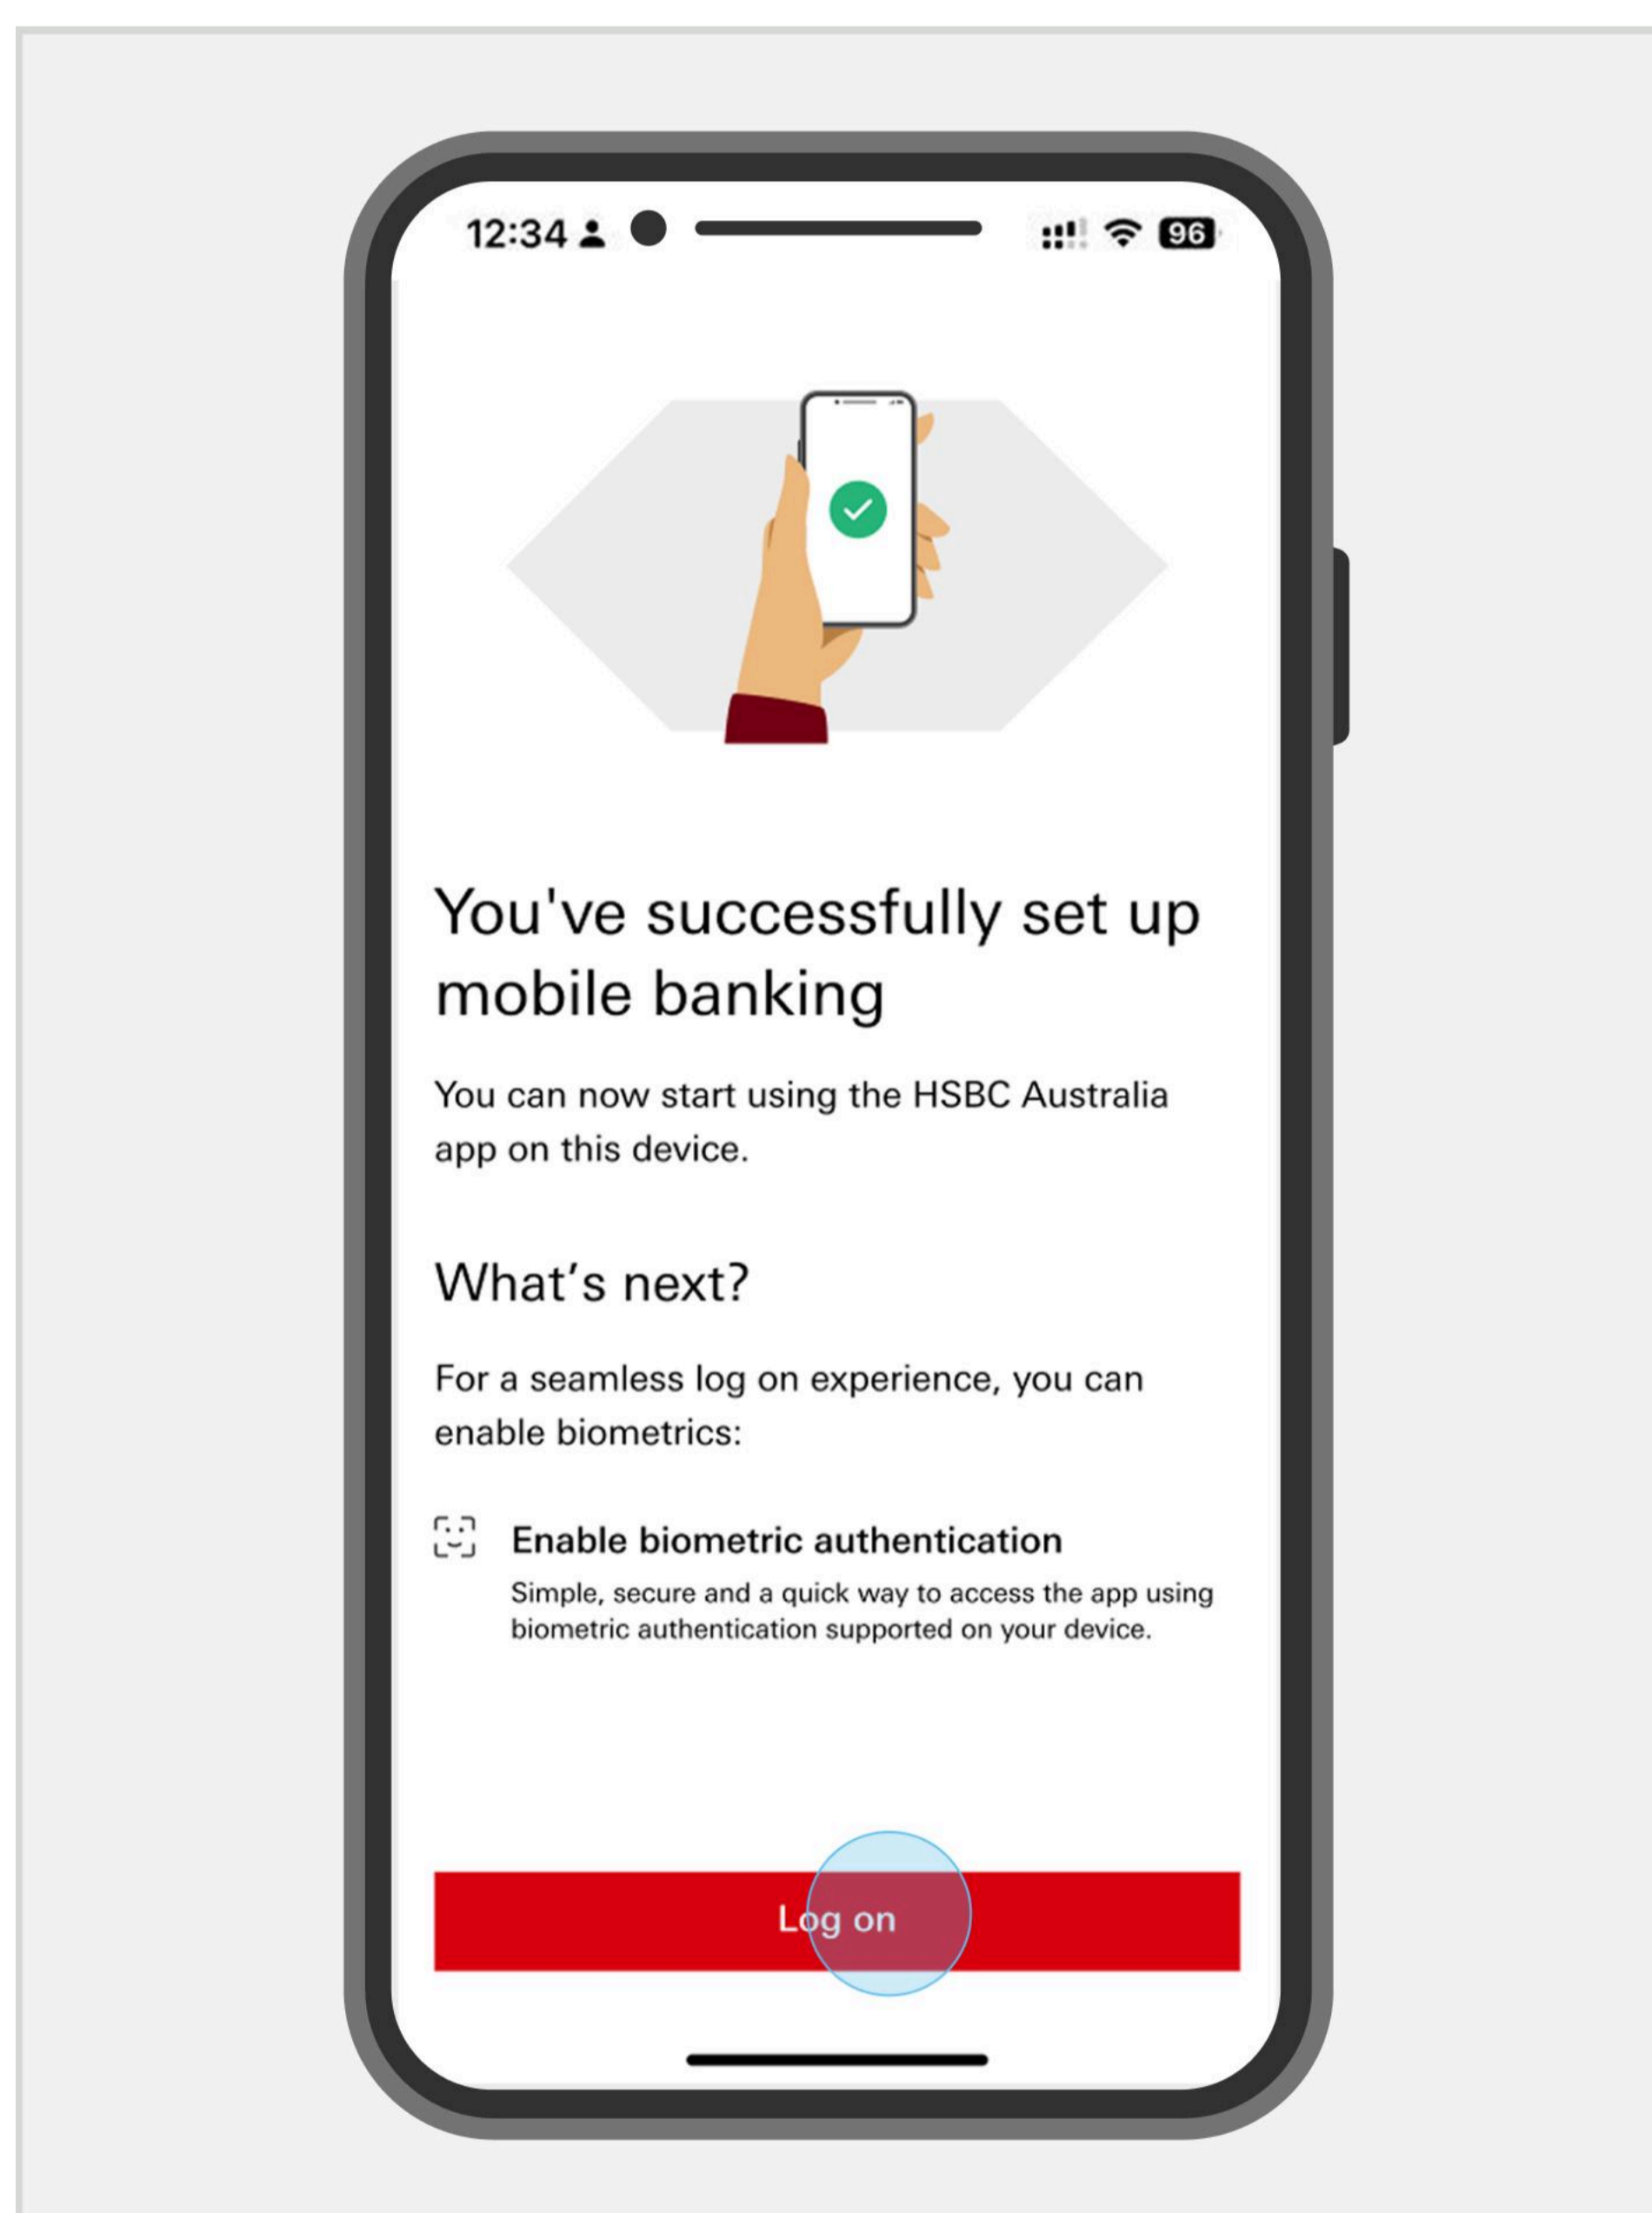 12:34
96
You've successfully set up
mobile banking
You can now start using the HSBC Australia
app on this device.
What’s next?
For a seamless log on experience, you can
enable biometrics:
Enable biometric authentication
Simple, secure and a quick way to access the app using
biometric authentication supported on your device.
Log on